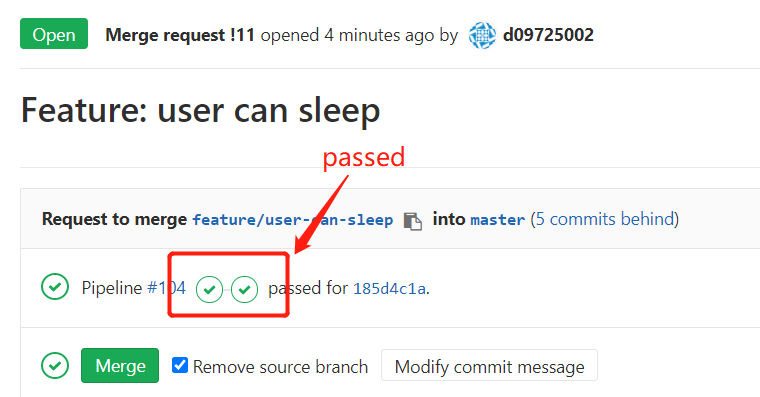 Open Merge request !11 opened 4 minutes ago by d09725002
Feature: user can sleep
passed
Request to merge feature/user-can-sleep into master (5 commits behind)
Pipeline #104 passed for 185d4c1a.
Merge Remove source branch Modify commit message